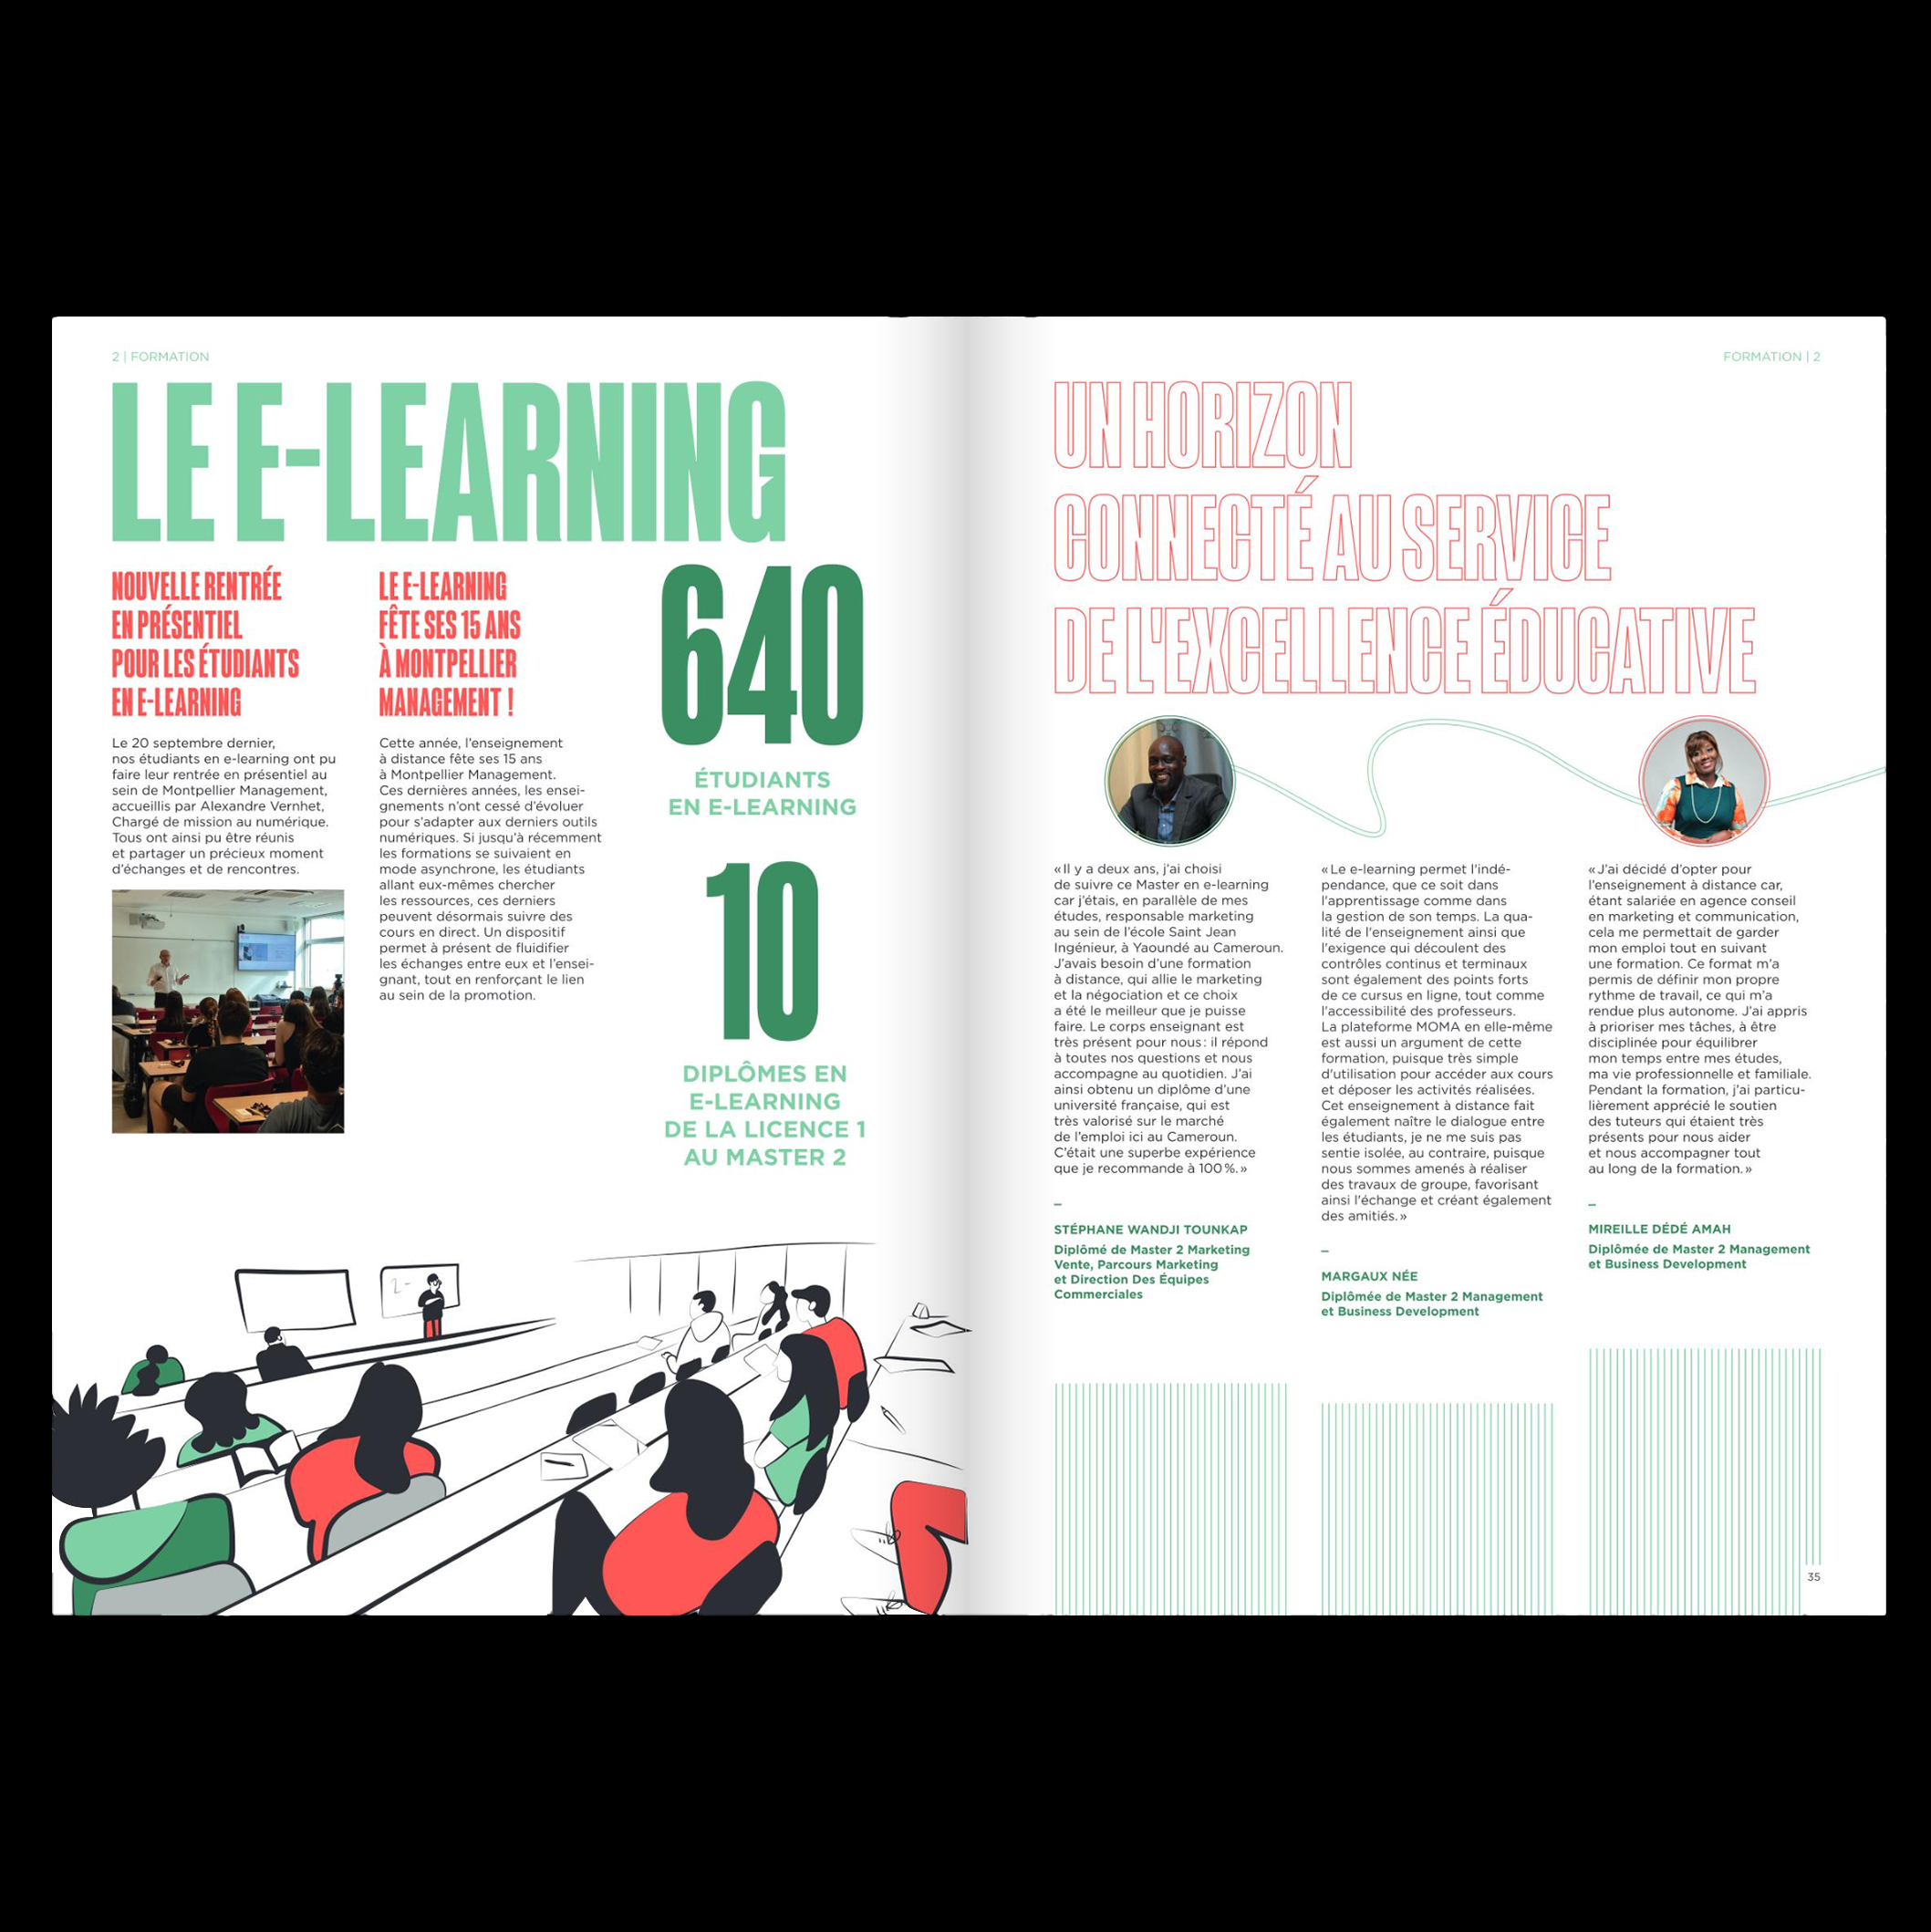 2 | FORMATION
LE E-LEARNING
NOUVELLE RENTRÉE
EN PRÉSENTIEL
POUR LES ÉTUDIANTS
EN E-LEARNING
Le 20 septembre dernier,
nos étudiants en e-learning ont pu
faire leur rentrée en présentiel au
sein de Montpellier Management,
accueillis par Alexandre Vernhet,
Chargé de mission au numérique.
Tous ont ainsi pu être réunis
et partager un précieux moment
d'échanges et de rencontres.
LE E-LEARNING
FÊTE SES 15 ANS
À MONTPELLIER
MANAGEMENT !
Cette année, l'enseignement
à distance fête ses 15 ans
à Montpellier Management.
Ces dernières années, les ensei-
gnements n'ont cessé d'évoluer
pour s'adapter aux derniers outils
numériques. Si jusqu'à récemment
les formations se suivaient en
mode asynchrone, les étudiants
allant eux-mêmes chercher
les ressources, ces derniers
peuvent désormais suivre des
cours en direct. Un dispositif
permet à présent de fluidifier
les échanges entre eux et l'ensei-
gnant, tout en renforçant le lien
au sein de la promotion.
640
ÉTUDIANTS
EN E-LEARNING
10
DIPLÔMES EN
E-LEARNING
DE LA LICENCE 1
AU MASTER 2
2-
FORMATION | 2
UN HORIZON
CONNECTÉ AU SERVICE
DE L'EXCELLENCE ÉDUCATIVE
« Il y a deux ans, j'ai choisi
de suivre ce Master en e-learning
car j'étais, en parallèle de mes
études, responsable marketing
au sein de l'école Saint Jean
Ingénieur, à Yaoundé au Cameroun.
J'avais besoin d'une formation
à distance, qui allie le marketing
et la négociation et ce choix
a été le meilleur que je puisse
faire. Le corps enseignant est
très présent pour nous : il répond
à toutes nos questions et nous
accompagne au quotidien. J'ai
ainsi obtenu un diplôme d'une
université française, qui est
très valorisé sur le marché
de l'emploi ici au Cameroun.
C'était une superbe expérience
que je recommande à 100 %. »
–
STÉPHANE WANDJI TOUNKAP
Diplômé de Master 2 Marketing
Vente, Parcours Marketing
et Direction Des Équipes
Commerciales
« Le e-learning permet l'indé-
pendance, que ce soit dans
l'apprentissage comme dans
la gestion de son temps. La qua-
lité de l'enseignement ainsi que
l'exigence qui découlent des
contrôles continus et terminaux
sont également des points forts
de ce cursus en ligne, tout comme
l'accessibilité des professeurs.
La plateforme MOMA en elle-même
est aussi un argument de cette
formation, puisque très simple
d'utilisation pour accéder aux cours
et déposer les activités réalisées.
Cet enseignement à distance fait
également naître le dialogue entre
les étudiants, je ne me suis pas
sentie isolée, au contraire, puisque
nous sommes amenés à réaliser
des travaux de groupe, favorisant
ainsi l'échange et créant également
des amitiés. »
–
MARGAUX NÉE
Diplômée de Master 2 Management
et Business Development
« J'ai décidé d'opter pour
l'enseignement à distance car,
étant salariée en agence conseil
en marketing et communication,
cela me permettait de garder
mon emploi tout en suivant
une formation. Ce format m'a
permis de définir mon propre
rythme de travail, ce qui m'a
rendue plus autonome. J'ai appris
à prioriser mes tâches, à être
disciplinée pour équilibrer
mon temps entre mes études,
ma vie professionnelle et familiale.
Pendant la formation, j'ai particu-
lièrement apprécié le soutien
des tuteurs qui étaient très
présents pour nous aider
et nous accompagner tout
au long de la formation. »
–
MIREILLE DÉDÉ AMAH
Diplômée de Master 2 Management
et Business Development
35